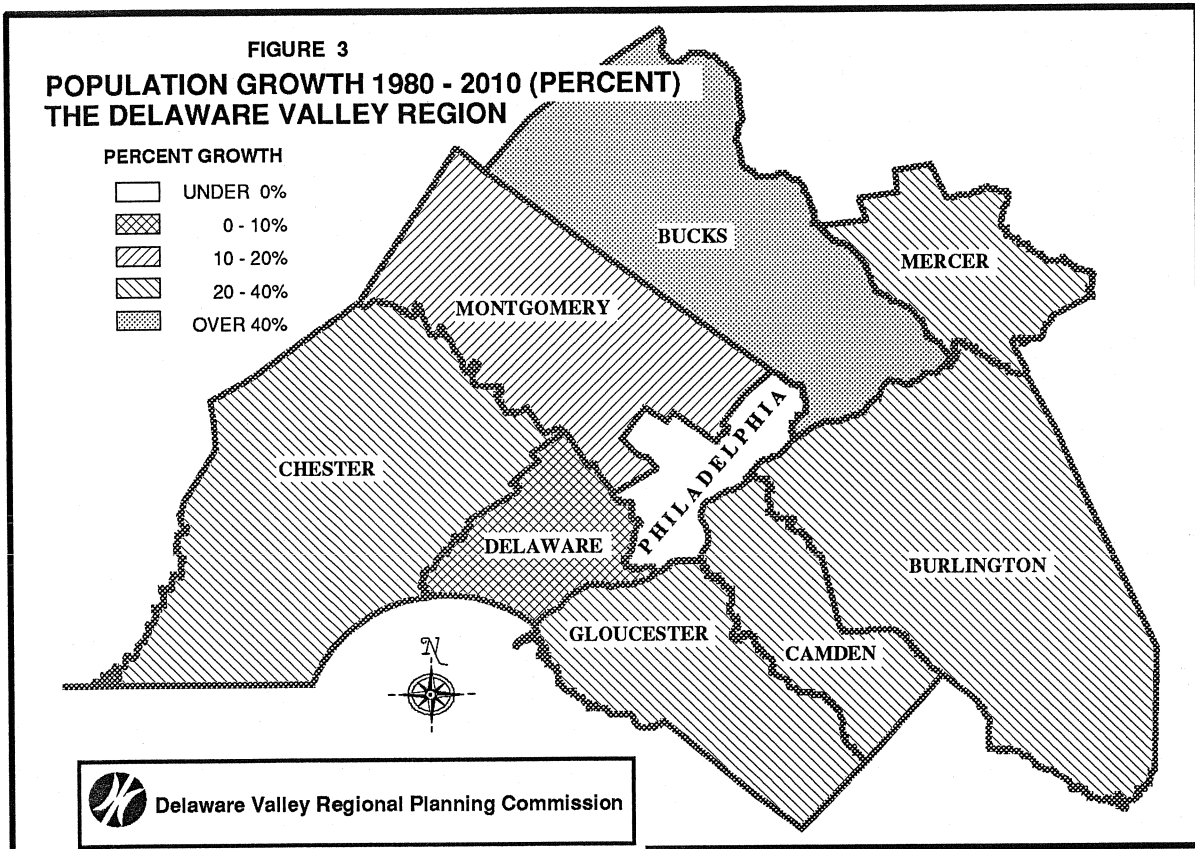 FIGURE 3
POPULATION GROWTH 1980 - 2010 (PERCENT)
THE DELAWARE VALLEY REGION
PERCENT GROWTH
UNDER 0%
0 - 10%
10 - 20%
20 - 40%
OVER 40%
BUCKS
MERCER
MONTGOMERY
PHILADELPHIA
CHESTER
DELAWARE
BURLINGTON
GLOUCESTER
CAMDEN
N
Delaware Valley Regional Planning Commission